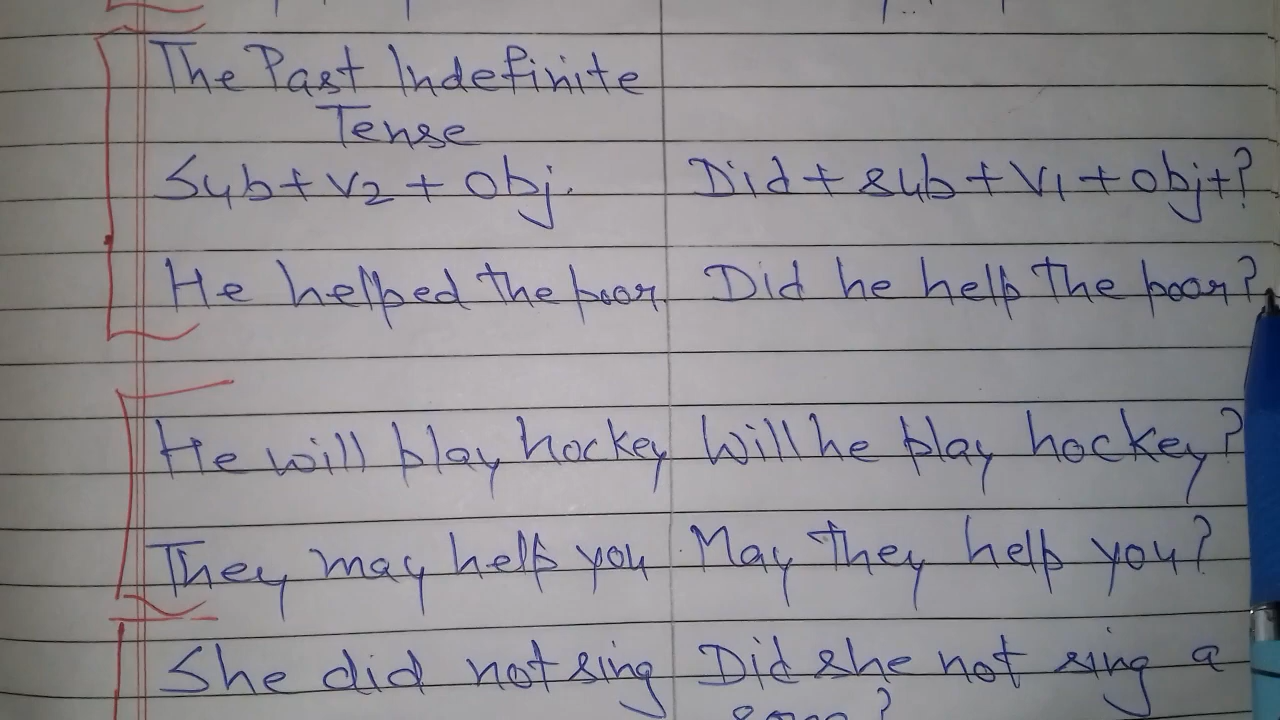 The Past Indefinite
Tense
Sub + V2 + Obj. Did + sub + V1 + obj + ?
He helped the poor. Did he help the poor?
He will play hockey Will he play hockey?
They may help you. May they help you?
She did not sing Did she not sing a
song?